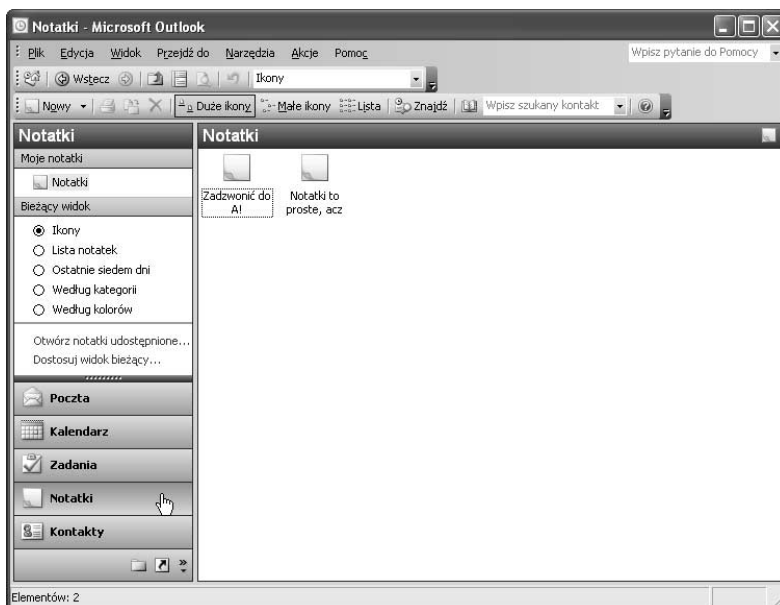 Notatki - Microsoft Outlook
Plik Edycja Widok Przejdź do Narzędzia Akcje Pomoc Wpisz pytanie do Pomocy
Wstecz Ikony
Nowy Duże ikony Małe ikony Lista Znajdź Wpisz szukany kontakt
Notatki
Moje notatki
Notatki
Bieżący widok
Ikony
Lista notatek
Ostatnie siedem dni
Według kategorii
Według kolorów
Otwórz notatki udostępnione...
Dostosuj widok bieżący...
Poczta
Kalendarz
Zadania
Notatki
Kontakty
Notatki
Zadzwonić do
A!
Notatki to
proste, acz
Elementów: 2